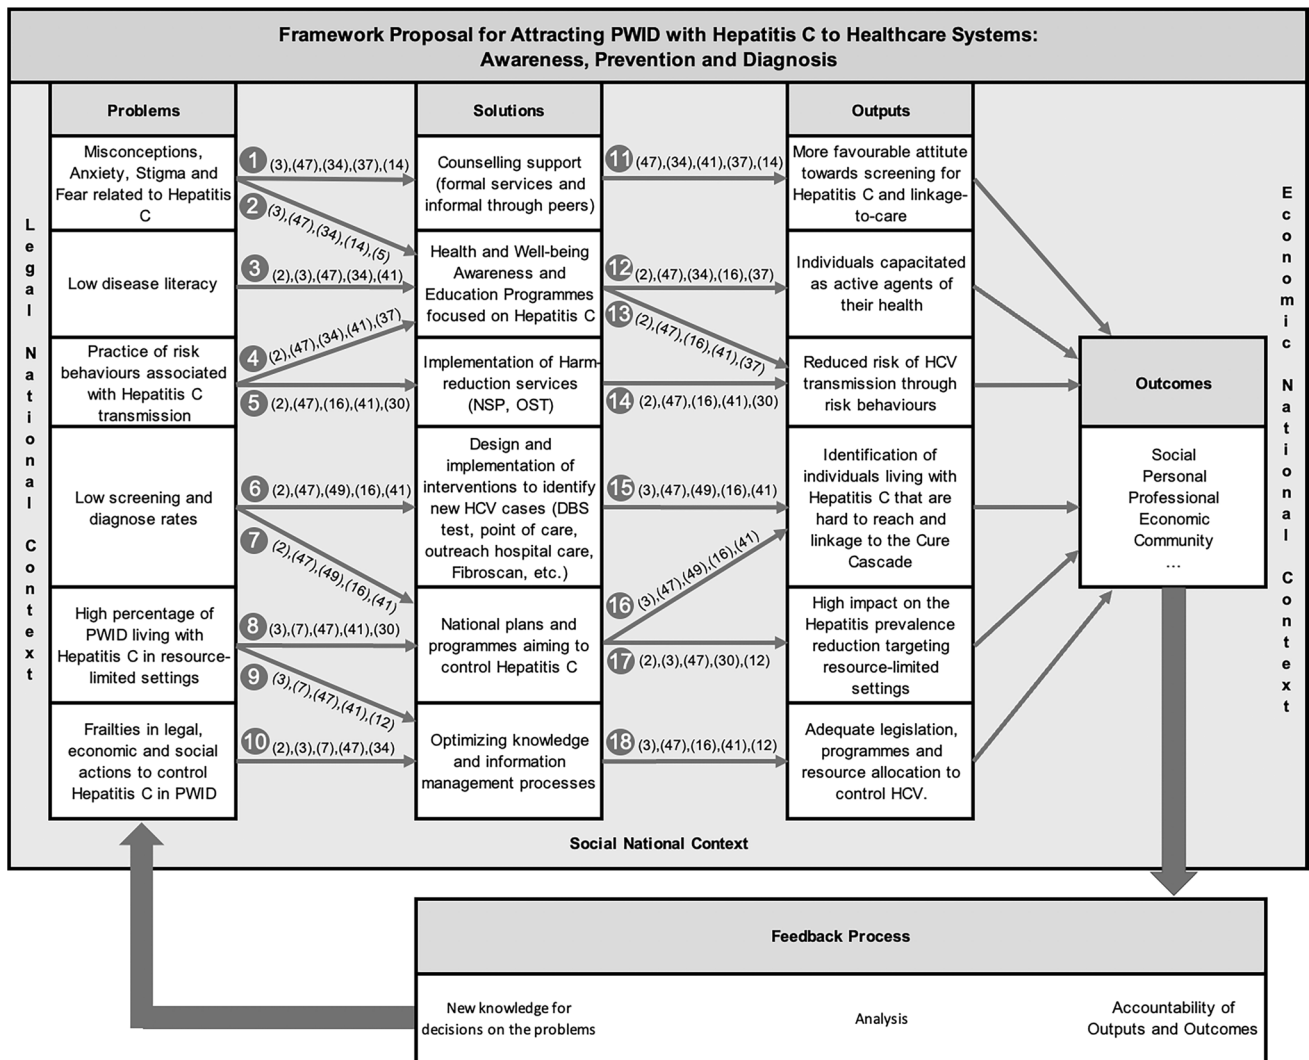 Framework Proposal for Attracting PWID with Hepatitis C to Healthcare Systems:
Awareness, Prevention and Diagnosis
Legal National Context
Problems
Misconceptions,
Anxiety, Stigma and
Fear related to Hepatitis
C
Low disease literacy
Practice of risk
behaviours associated
with Hepatitis C
transmission
Low screening and
diagnose rates
High percentage of
PWID living with
Hepatitis C in resource-
limited settings
Frailties in legal,
economic and social
actions to control
Hepatitis C in PWID
1 (3),(47),(34),(37),(14)
2 (3),(47),(34),(14),(5)
3 (2),(3),(47),(34),(41)
4 (2),(47),(34),(41),(37)
5 (2),(47),(16),(41),(30)
6 (2),(47),(49),(16),(41)
7 (2),(47),(49),(16),(41)
8 (3),(7),(47),(41),(30)
9 (3),(7),(47),(41),(12)
10 (2),(3),(7),(47),(34)
Solutions
Counselling support
(formal services and
informal through peers)
Health and Well-being
Awareness and
Education Programmes
focused on Hepatitis C
Implementation of Harm-
reduction services
(NSP, OST)
Design and
implementation of
interventions to identify
new HCV cases (DBS
test, point of care,
outreach hospital care,
Fibroscan, etc.)
National plans and
programmes aiming to
control Hepatitis C
Optimizing knowledge
and information
management processes
11 (47),(34),(41),(37),(14)
12 (2),(47),(34),(16),(37)
13 (2),(47),(16),(41),(37)
14 (2),(47),(16),(41),(30)
15 (3),(47),(49),(16),(41)
16 (3),(47),(49),(16),(41)
17 (2),(3),(47),(30),(12)
18 (3),(47),(16),(41),(12)
Outputs
More favourable attitute
towards screening for
Hepatitis C and linkage-
to-care
Individuals capacitated
as active agents of
their health
Reduced risk of HCV
transmission through
risk behaviours
Identification of
individuals living with
Hepatitis C that are
hard to reach and
linkage to the Cure
Cascade
High impact on the
Hepatitis prevalence
reduction targeting
resource-limited
settings
Adequate legislation,
programmes and
resource allocation to
control HCV.
Outcomes
Social
Personal
Professional
Economic
Community
...
Economic National Context
Social National Context
Feedback Process
New knowledge for
decisions on the problems
Analysis
Accountability of
Outputs and Outcomes